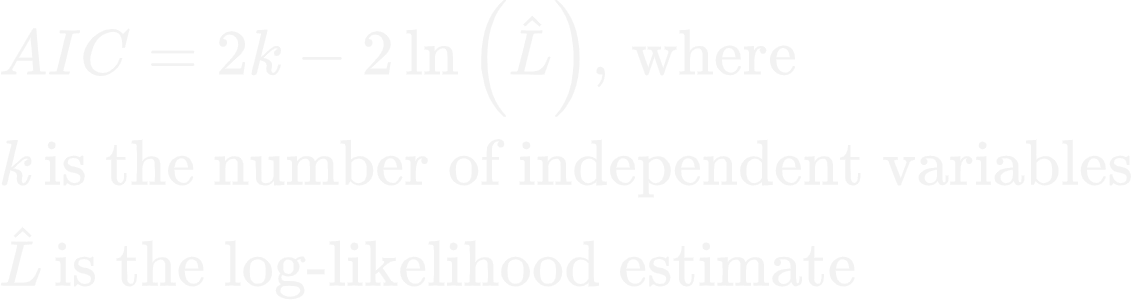 AIC = 2k − 2 ln(L̂), where
k is the number of independent variables
L̂ is the log-likelihood estimate